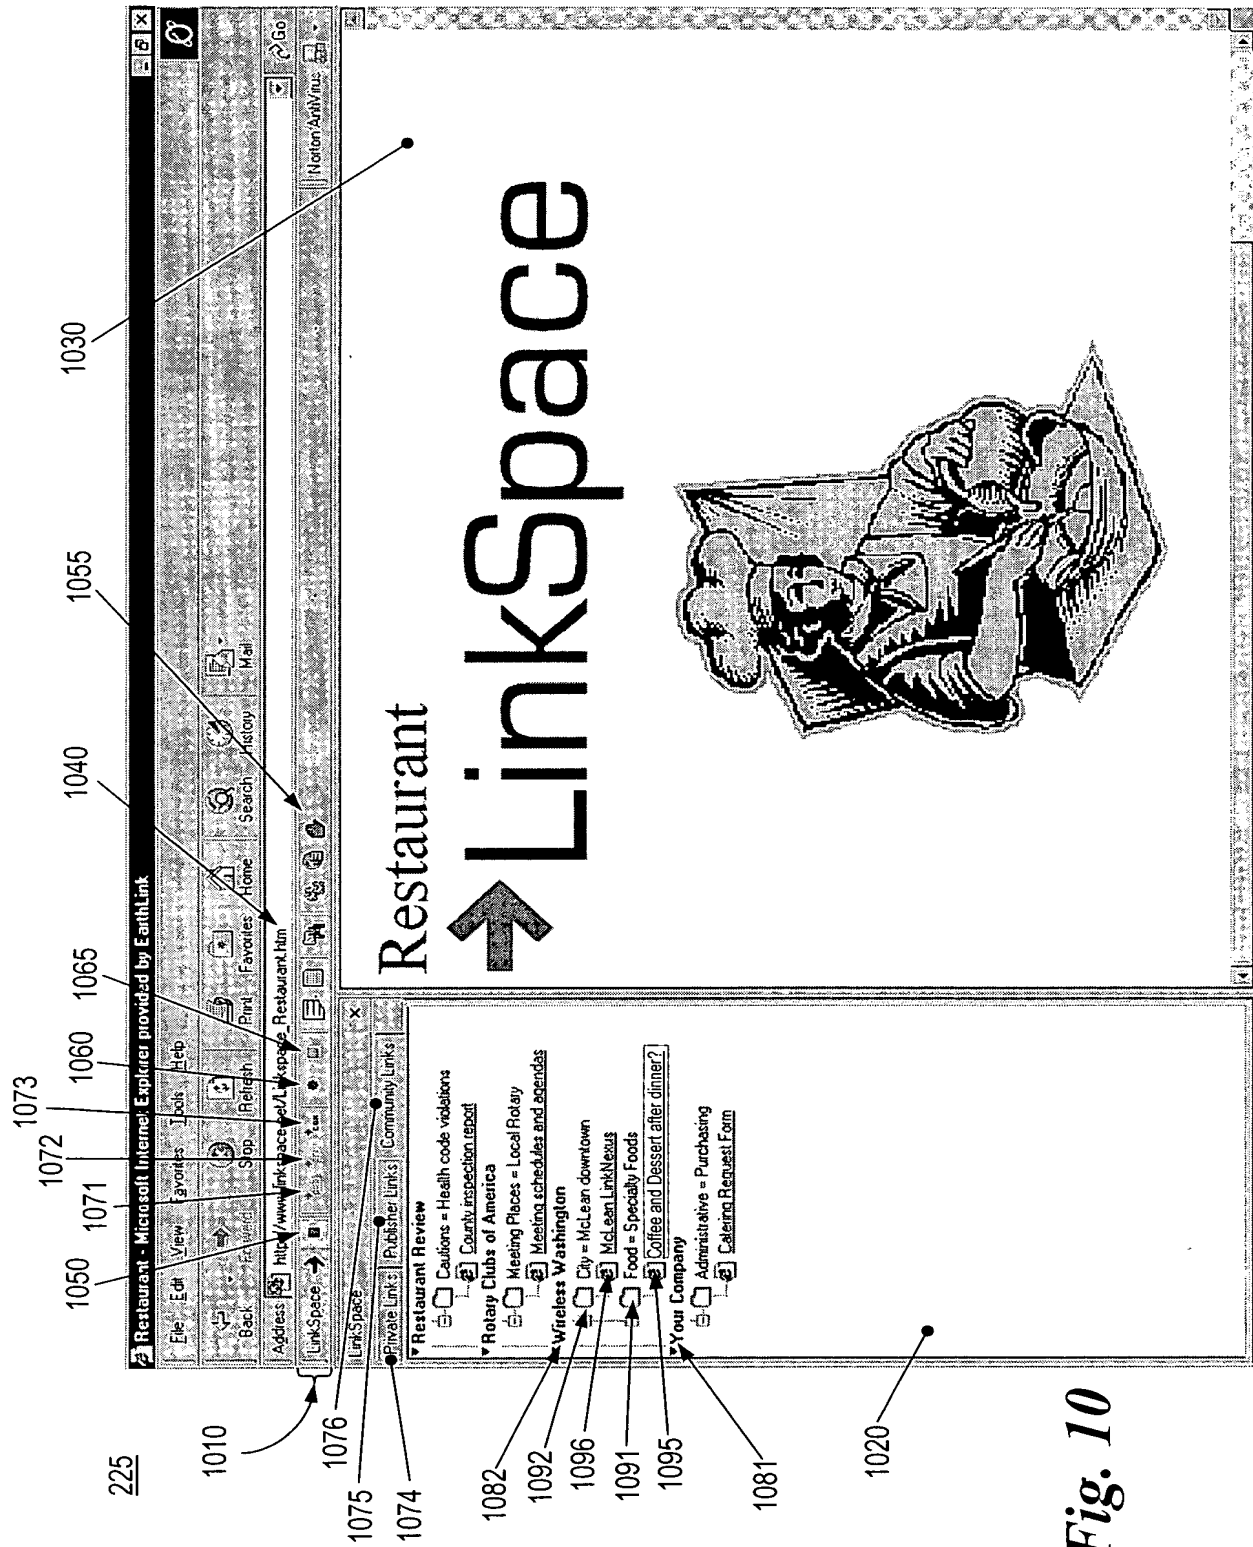 225
1010
1050
1071
1072
1073
1060
1065
1040
1055
1030
Restaurant - Microsoft Internet Explorer provided by EarthLink
File Edit View Favorites Tools Help
Back Forward Stop Refresh Print Favorites Home Search History Mail
Address http://www.linkspace.net/Linkspace_Restaurant.htm Go
LinkSpace Norton AntiVirus
LinkSpace
Private Links Publisher Links Community Links
Restaurant Review
Cautions = Health code violations
County inspection report
Rotary Clubs of America
Meeting Places = Local Rotary
Meeting schedules and agendas
Wireless Washington
City = McLean downtown
McLean LinkNexus
Food = Specialty Foods
Coffee and Dessert after dinner?
Your Company
Administrative = Purchasing
Catering Request Form
Restaurant
LinkSpace
1076
1075
1074
1082
1092
1096
1091
1095
1081
1020
Fig. 10